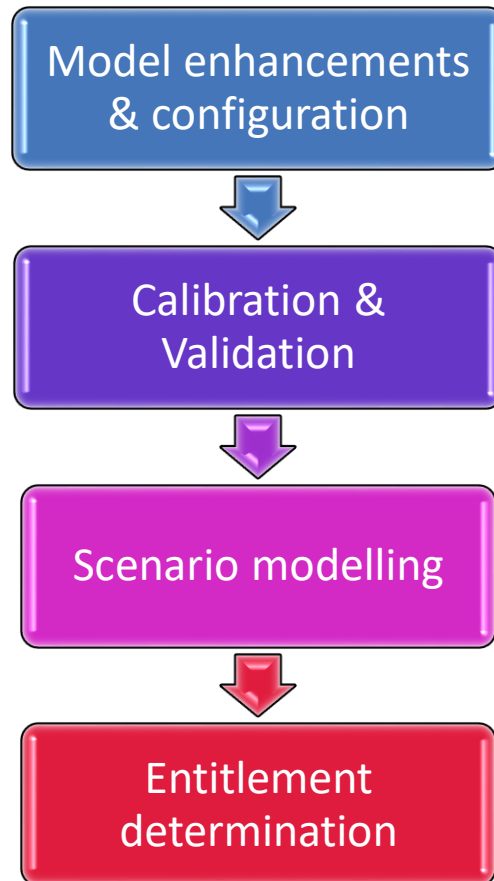 Model enhancements
& configuration
Calibration &
Validation
Scenario modelling
Entitlement
determination